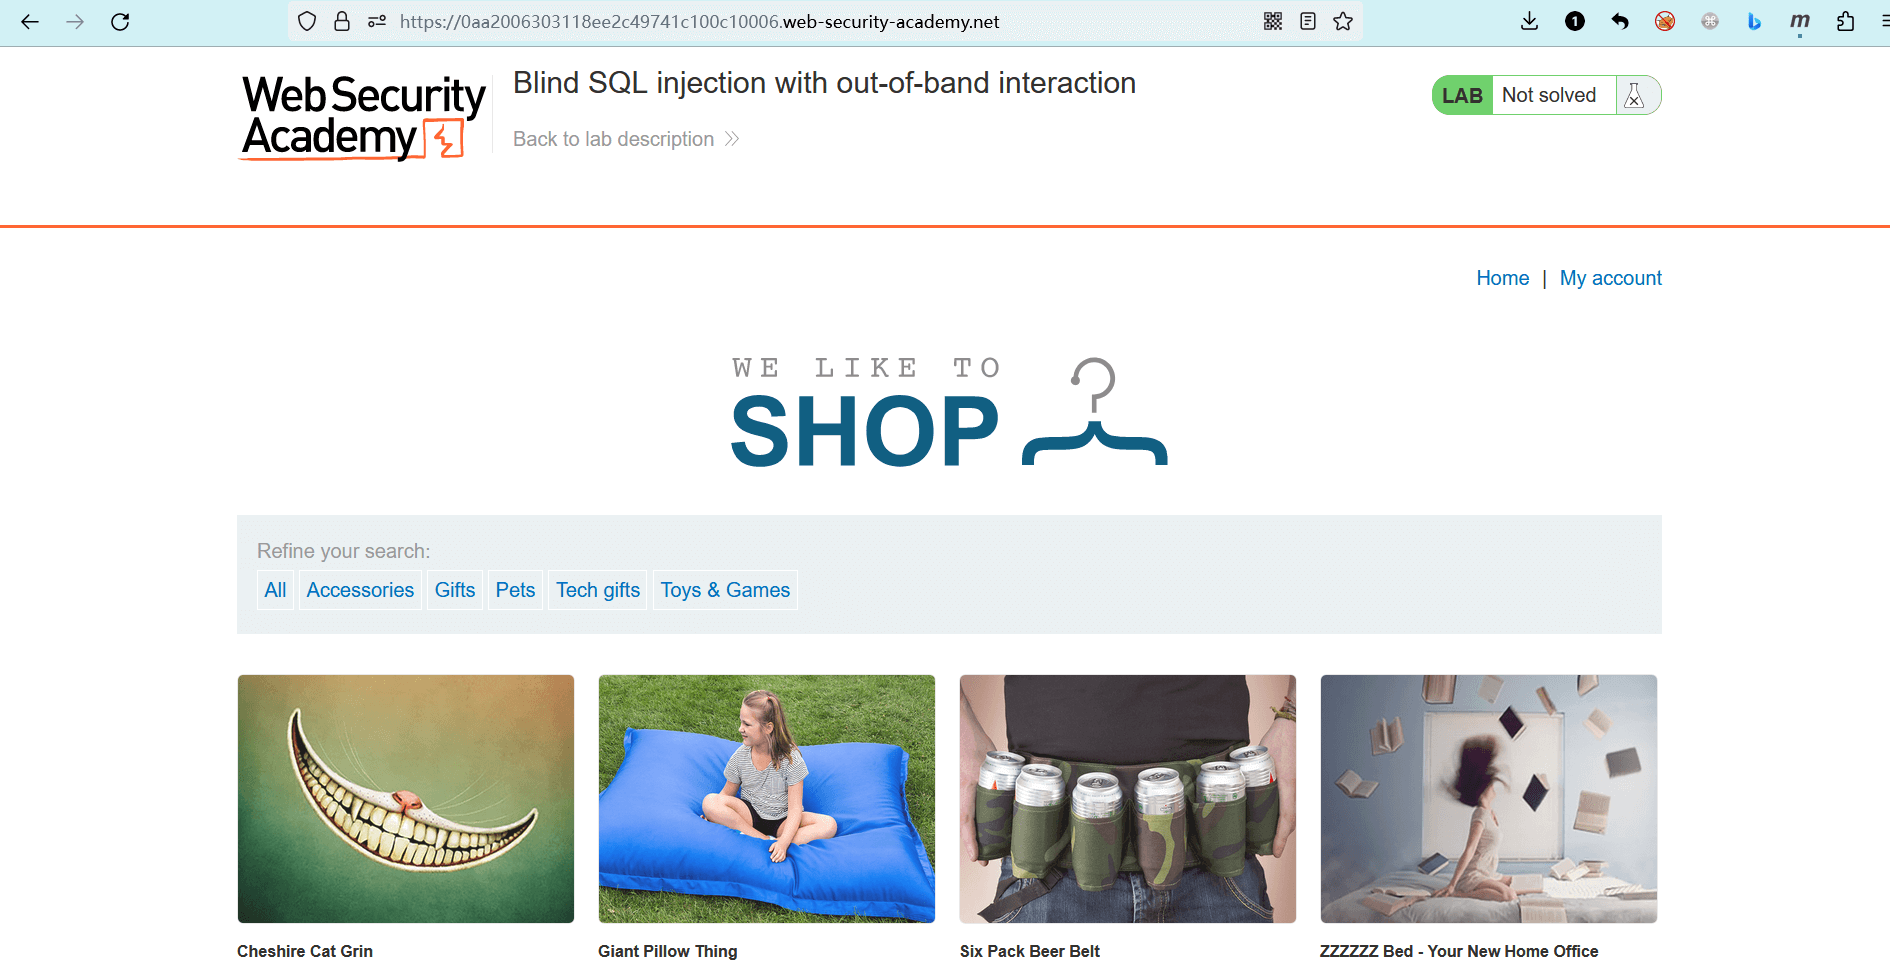 https://0aa2006303118ee2c49741c100c10006.web-security-academy.net
1
m
Web Security
Academy
Blind SQL injection with out-of-band interaction
Back to lab description
LAB Not solved
Home | My account
WE LIKE TO
SHOP
Refine your search:
All Accessories Gifts Pets Tech gifts Toys & Games
Cheshire Cat Grin Giant Pillow Thing Six Pack Beer Belt ZZZZZZ Bed - Your New Home Office